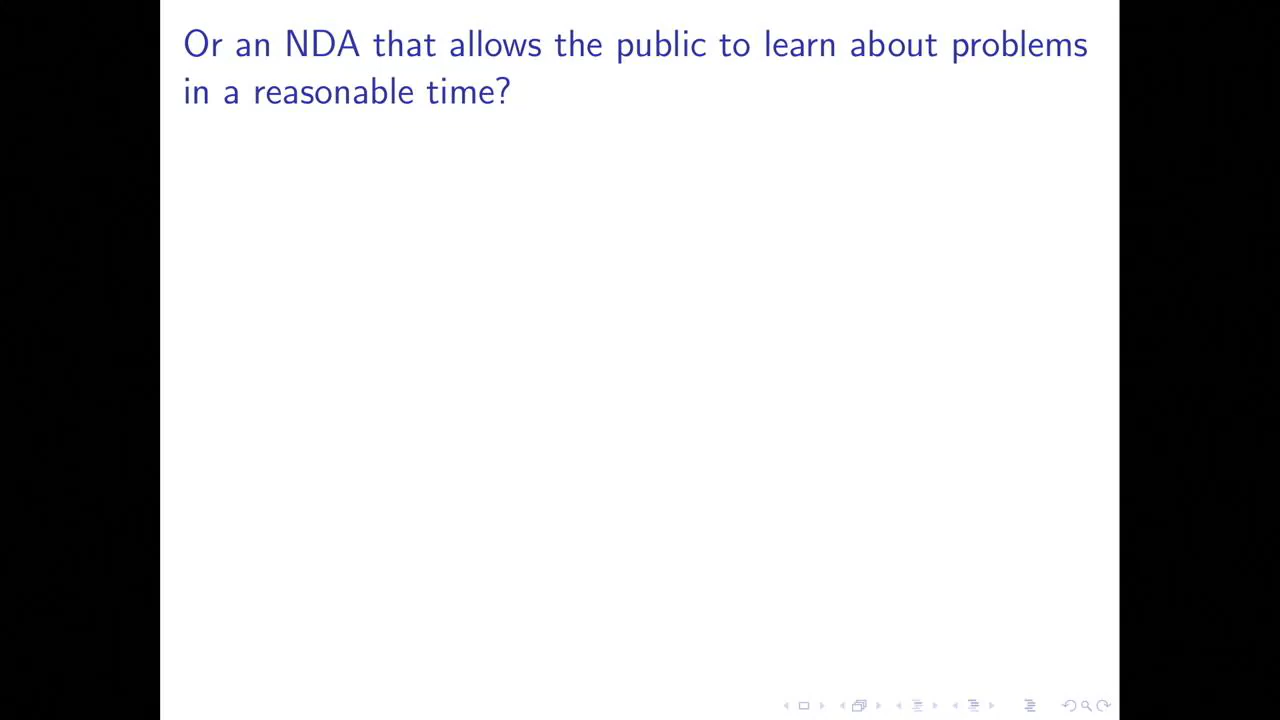 Or an NDA that allows the public to learn about problems
in a reasonable time?